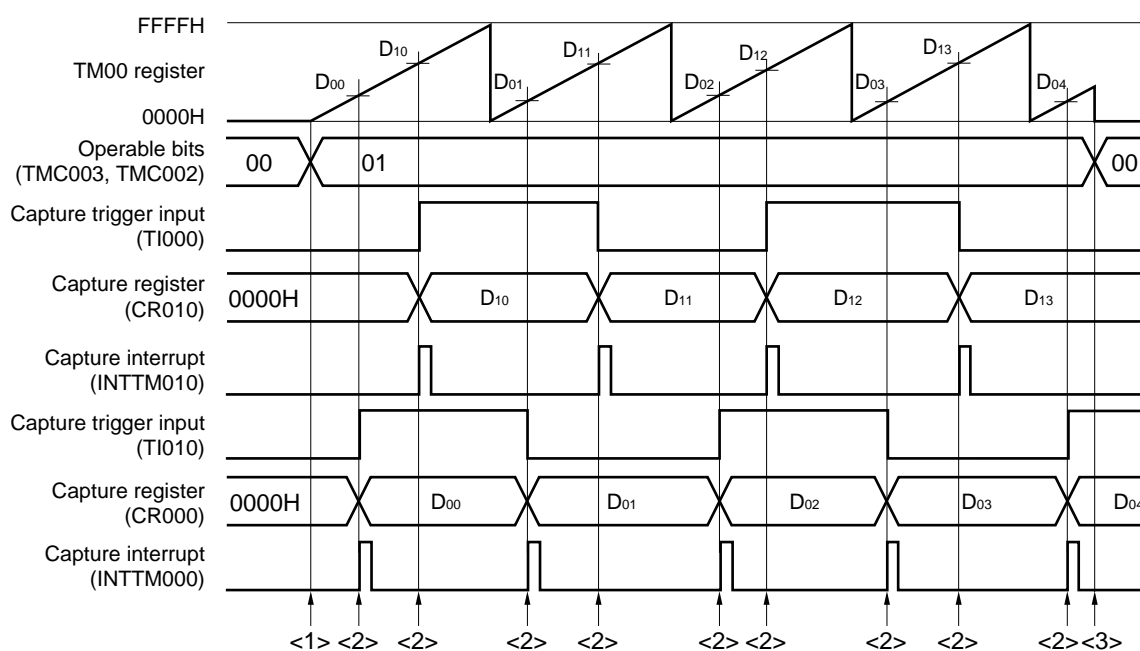 FFFFH
TM00 register
0000H
D10
D11
D12
D13
D00
D01
D02
D03
D04
Operable bits
(TMC003, TMC002)
00
01
00
Capture trigger input
(TI000)
Capture register
(CR010)
0000H
D10
D11
D12
D13
Capture interrupt
(INTTM010)
Capture trigger input
(TI010)
Capture register
(CR000)
0000H
D00
D01
D02
D03
D04
Capture interrupt
(INTTM000)
<1> <2> <2> <2> <2> <2> <2> <2> <2> <2> <3>